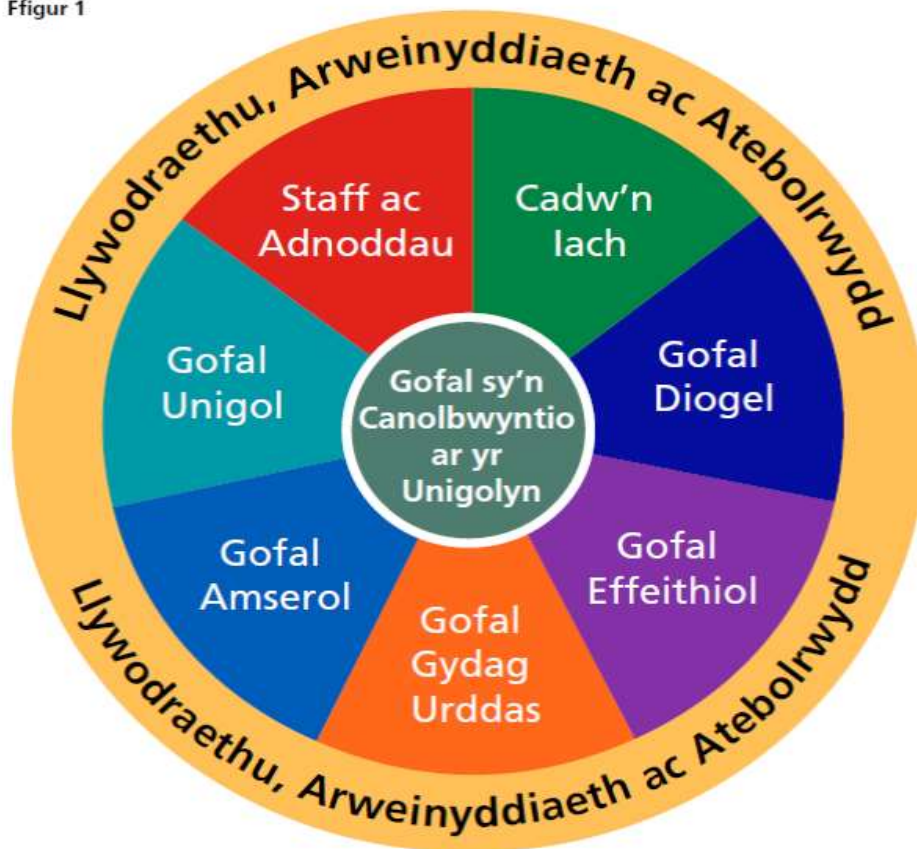 Ffigur 1
Llywodraethu, Arweinyddiaeth ac Atebolrwydd
Staff ac
Adnoddau
Cadw'n
Iach
Gofal
Unigol
Gofal
Diogel
Gofal sy'n
Canolbwyntio
ar yr
Unigolyn
Gofal
Amserol
Gofal
Effeithiol
Gofal
Gydag
Urddas
Llywodraethu, Arweinyddiaeth ac Atebolrwydd